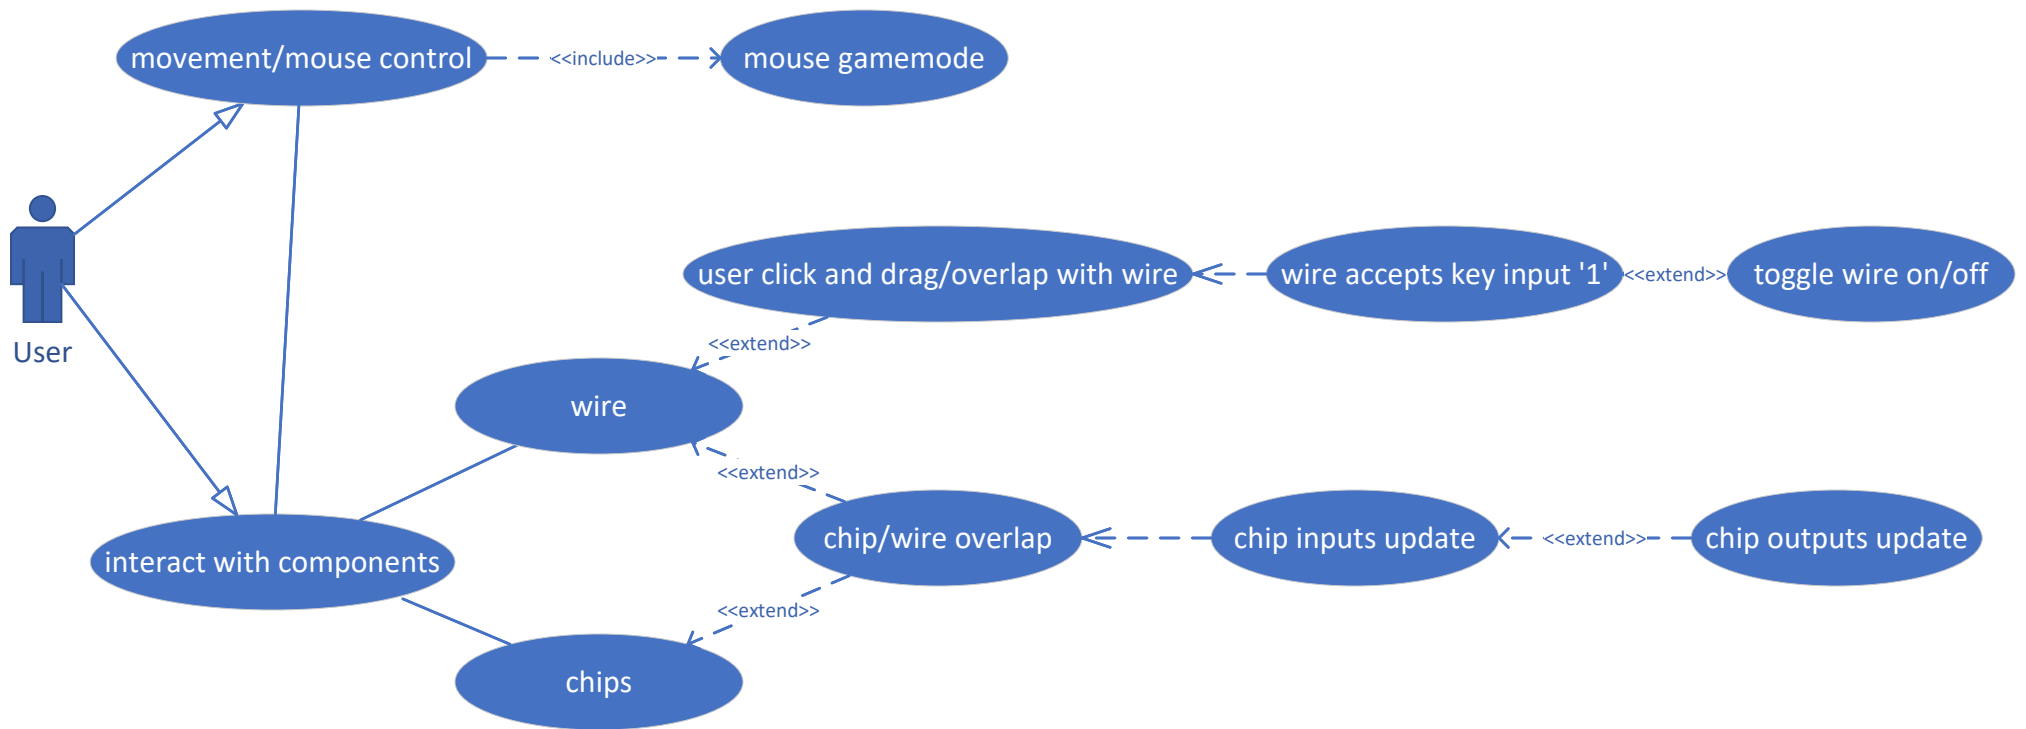 movement/mouse control
<<include>>
mouse gamemode
user click and drag/overlap with wire
wire accepts key input '1'
<<extend>>
toggle wire on/off
User
<<extend>>
wire
<<extend>>
interact with components
chip/wire overlap
chip inputs update
<<extend>>
chip outputs update
<<extend>>
chips